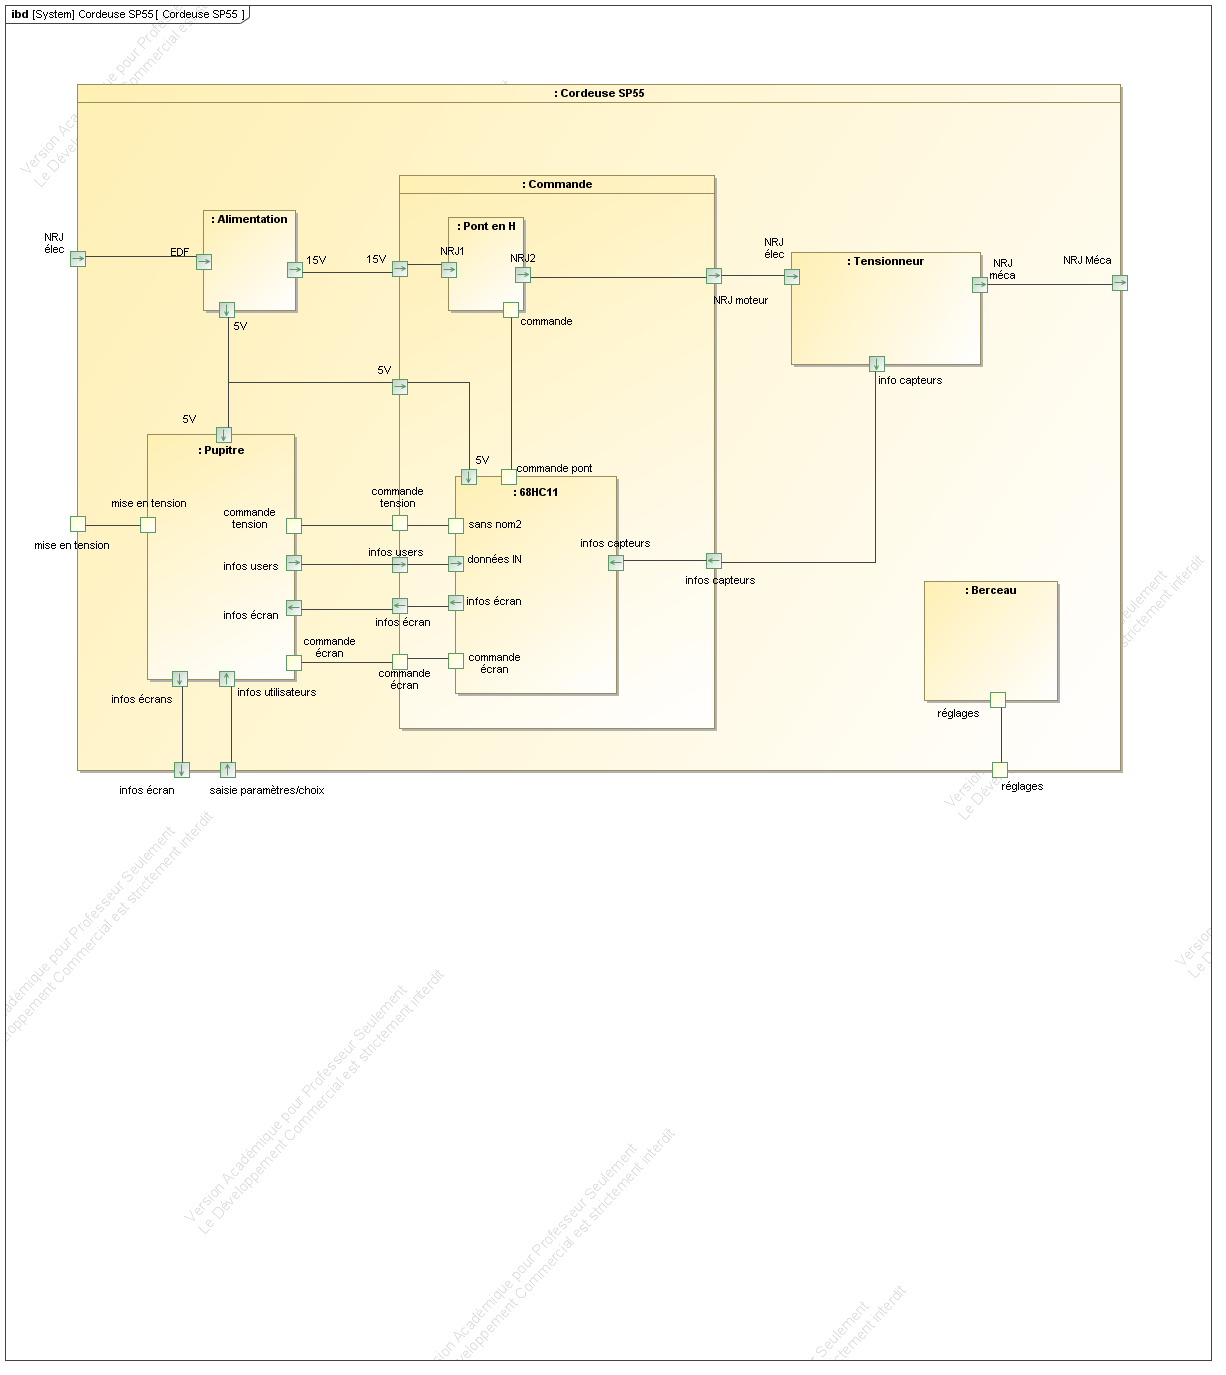 ibd [System] Cordeuse SP55 [ Cordeuse SP55 ]
: Cordeuse SP55
: Commande
: Alimentation
: Pont en H
NRJ
élec
EDF
15V
15V
NRJ1
NRJ2
NRJ
élec
: Tensionneur
NRJ
méca
NRJ Méca
NRJ moteur
5V
commande
5V
info capteurs
5V
: Pupitre
5V
commande pont
: 68HC11
mise en tension
mise en tension
commande
tension
commande
tension
sans nom2
infos users
infos users
données IN
infos capteurs
infos capteurs
infos écran
infos écran
infos écran
commande
écran
commande
écran
commande
écran
: Berceau
réglages
réglages
infos écrans
infos utilisateurs
infos écran
saisie paramètres/choix
Version Académique pour Professeur Seulement
Le Développement Commercial est strictement interdit